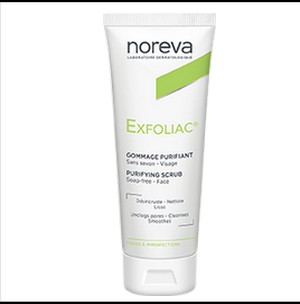 noreva
LABORATOIRE DERMATOLOGIQUE
EXFOLIAC®
GOMMAGE PURIFIANT
Sans savon - Visage
PURIFYING SCRUB
Soap-free - Face
Désincruste - Nettoie
Lisse
Unclogs pores - Cleanses
Smoothes